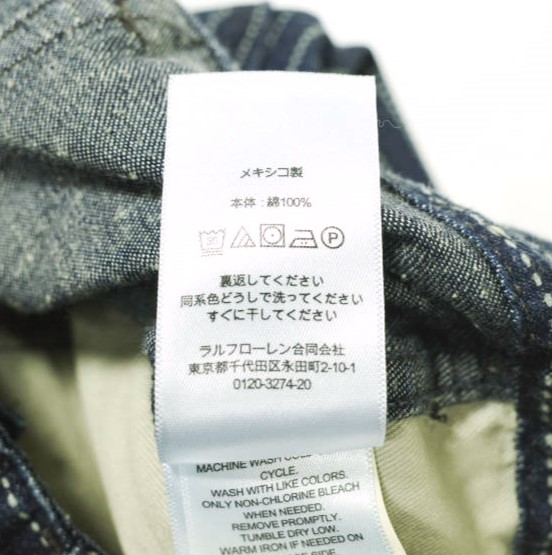 メキシコ製
本体：綿100%
P
裏返してください
同系色どうしで洗ってください
すぐに干してください
ラルフローレン合同会社
東京都千代田区永田町2-10-1
0120-3274-20
MACHINE WASH COLD
CYCLE.
WASH WITH LIKE COLORS.
ONLY NON-CHLORINE BLEACH
WHEN NEEDED.
REMOVE PROMPTLY.
TUMBLE DRY LOW.
WARM IRON IF NEEDED ON
SIDE.